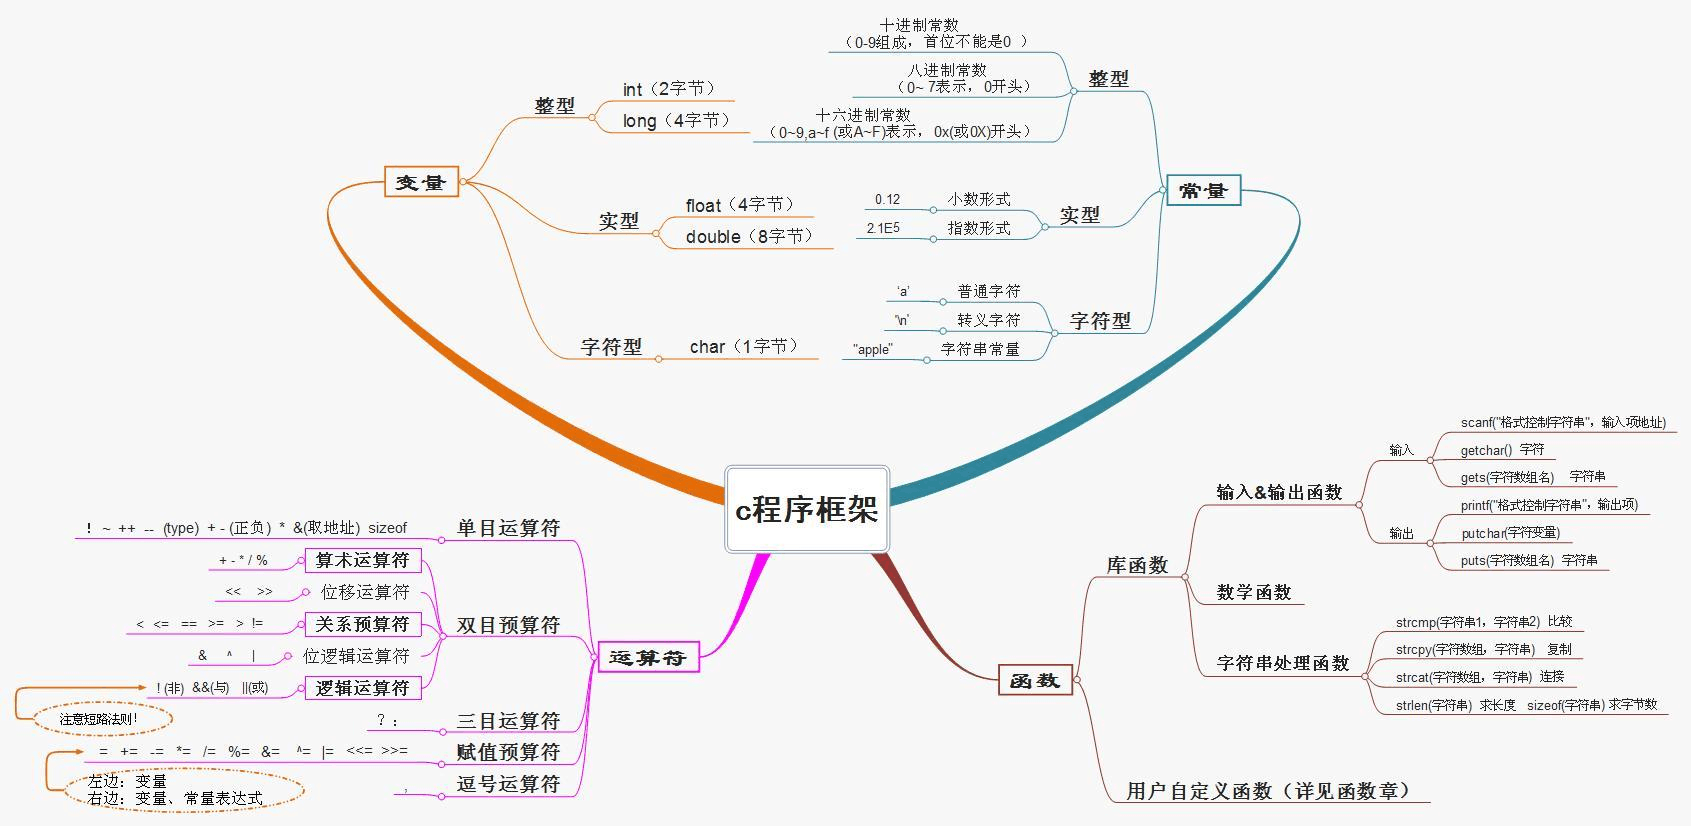 c程序框架
变量
整型
int（2字节）
long（4字节）
实型
float（4字节）
double（8字节）
字符型
char（1字节）
常量
整型
十进制常数
（0-9组成，首位不能是0 ）
八进制常数
（0~ 7表示，0开头）
十六进制常数
（0~9,a~f (或A~F)表示，0x(或0X)开头）
实型
小数形式
0.12
指数形式
2.1E5
字符型
普通字符
‘a’
转义字符
'\n'
字符串常量
"apple"
运算符
单目运算符
! ~ ++ -- (type) + - (正负) * &(取地址) sizeof
双目预算符
算术运算符
+ - * / %
位移运算符
<< >>
关系预算符
< <= == >= > !=
位逻辑运算符
& ^ |
逻辑运算符
! (非) &&(与) ||(或)
注意短路法则!
三目运算符
? :
赋值预算符
= += -= *= /= %= &= ^= |= <<= >>=
左边：变量
右边：变量、常量表达式
逗号运算符
,
函数
库函数
输入&输出函数
输入
scanf("格式控制字符串"，输入项地址)
getchar() 字符
gets(字符数组名) 字符串
输出
printf("格式控制字符串"，输出项)
putchar(字符变量)
puts(字符数组名) 字符串
数学函数
字符串处理函数
strcmp(字符串1，字符串2) 比较
strcpy(字符数组，字符串) 复制
strcat(字符数组，字符串) 连接
strlen(字符串) 求长度 sizeof(字符串) 求字节数
用户自定义函数（详见函数章）